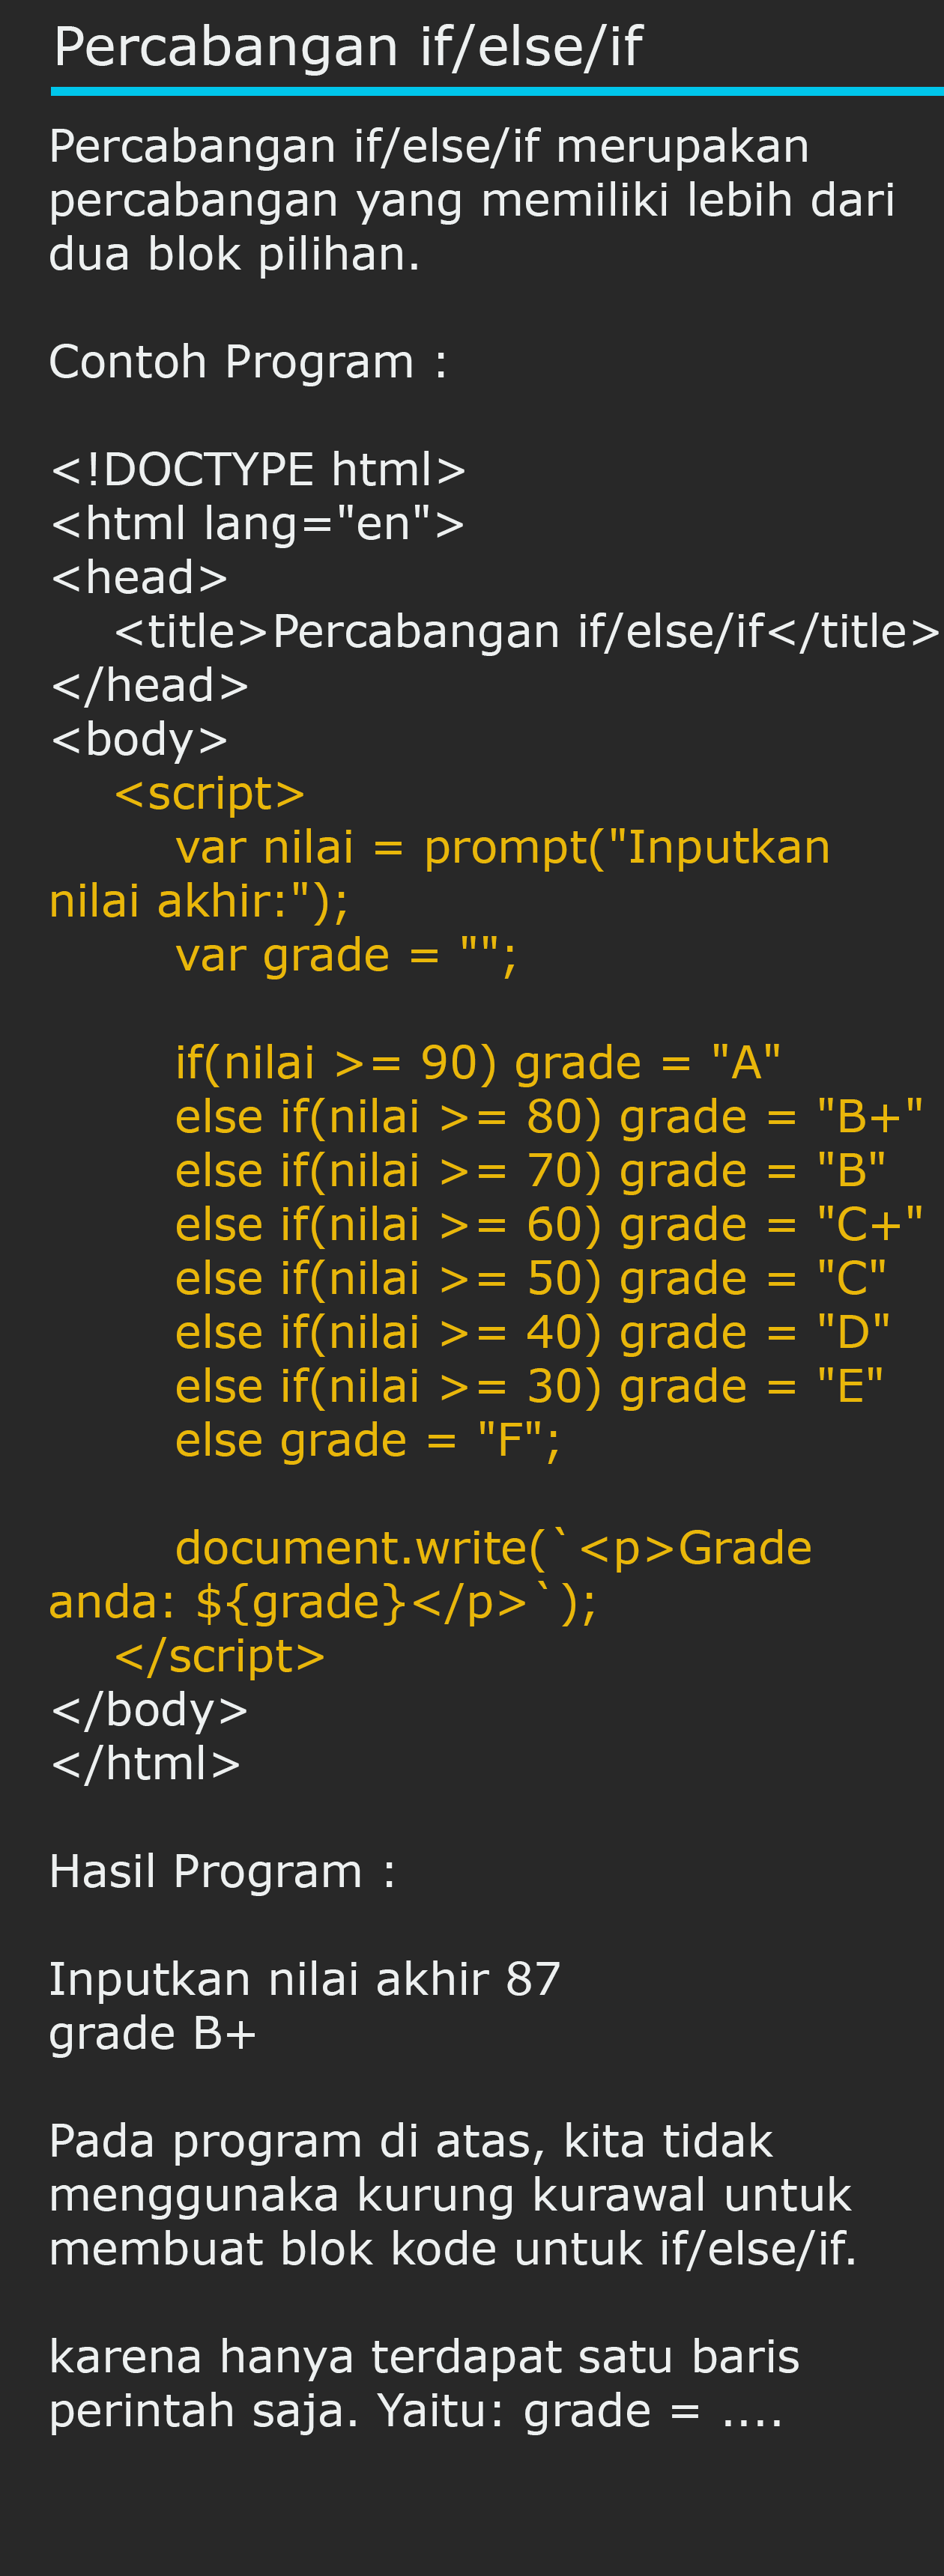 Percabangan if/else/if
Percabangan if/else/if merupakan
percabangan yang memiliki lebih dari
dua blok pilihan.
Contoh Program :
<!DOCTYPE html>
<html lang="en">
<head>
<title>Percabangan if/else/if</title>
</head>
<body>
<script>
var nilai = prompt("Inputkan
nilai akhir:");
var grade = "";
if(nilai >= 90) grade = "A"
else if(nilai >= 80) grade = "B+"
else if(nilai >= 70) grade = "B"
else if(nilai >= 60) grade = "C+"
else if(nilai >= 50) grade = "C"
else if(nilai >= 40) grade = "D"
else if(nilai >= 30) grade = "E"
else grade = "F";
document.write(`<p>Grade
anda: ${grade}</p>`);
</script>
</body>
</html>
Hasil Program :
Inputkan nilai akhir 87
grade B+
Pada program di atas, kita tidak
menggunaka kurung kurawal untuk
membuat blok kode untuk if/else/if.
karena hanya terdapat satu baris
perintah saja. Yaitu: grade = ....